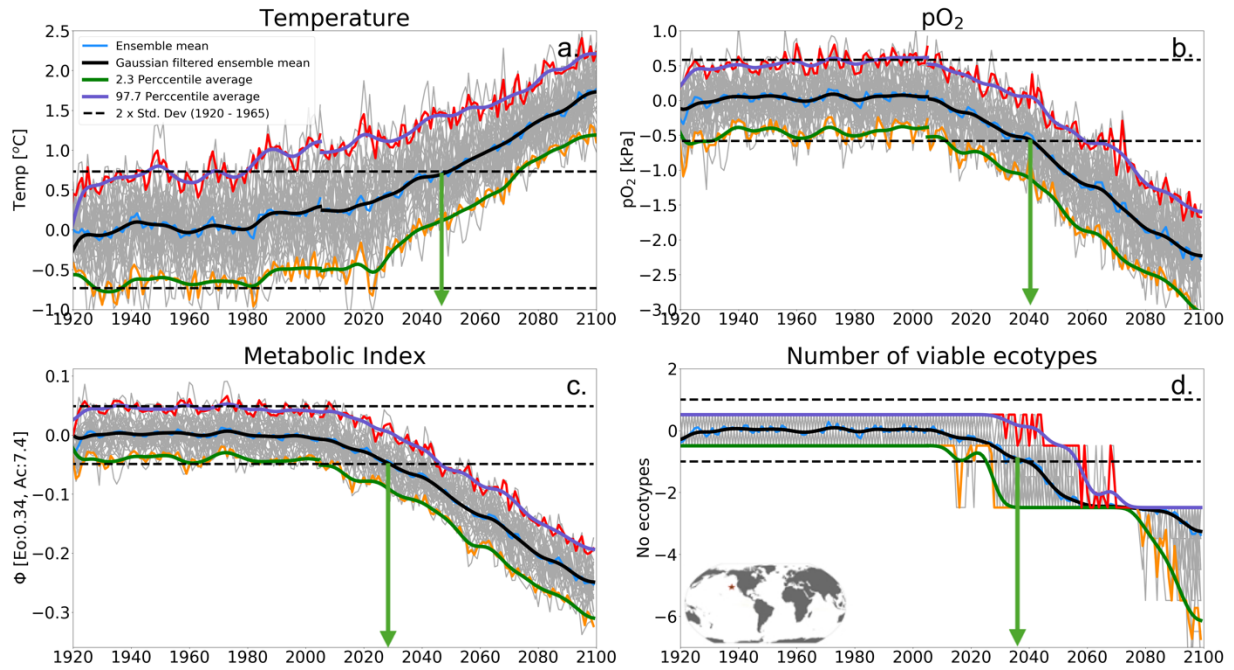 Temperature
2.5
2.0
1.5
1.0
0.5
0.0
−0.5
−1.0
Temp [°C]
Ensemble mean
Gaussian filtered ensemble mean
2.3 Perccentile average
97.7 Perccentile average
2 x Std. Dev (1920 - 1965)
a.
1920 1940 1960 1980 2000 2020 2040 2060 2080 2100
pO2
1.0
0.5
0.0
−0.5
−1.0
−1.5
−2.0
−2.5
−3.0
pO2 [kPa]
b.
1920 1940 1960 1980 2000 2020 2040 2060 2080 2100
Metabolic Index
0.1
0.0
−0.1
−0.2
−0.3
Φ [Eo:0.34, Ac:7.4]
c.
1920 1940 1960 1980 2000 2020 2040 2060 2080 2100
Number of viable ecotypes
2
0
−2
−4
−6
No ecotypes
d.
1920 1940 1960 1980 2000 2020 2040 2060 2080 2100